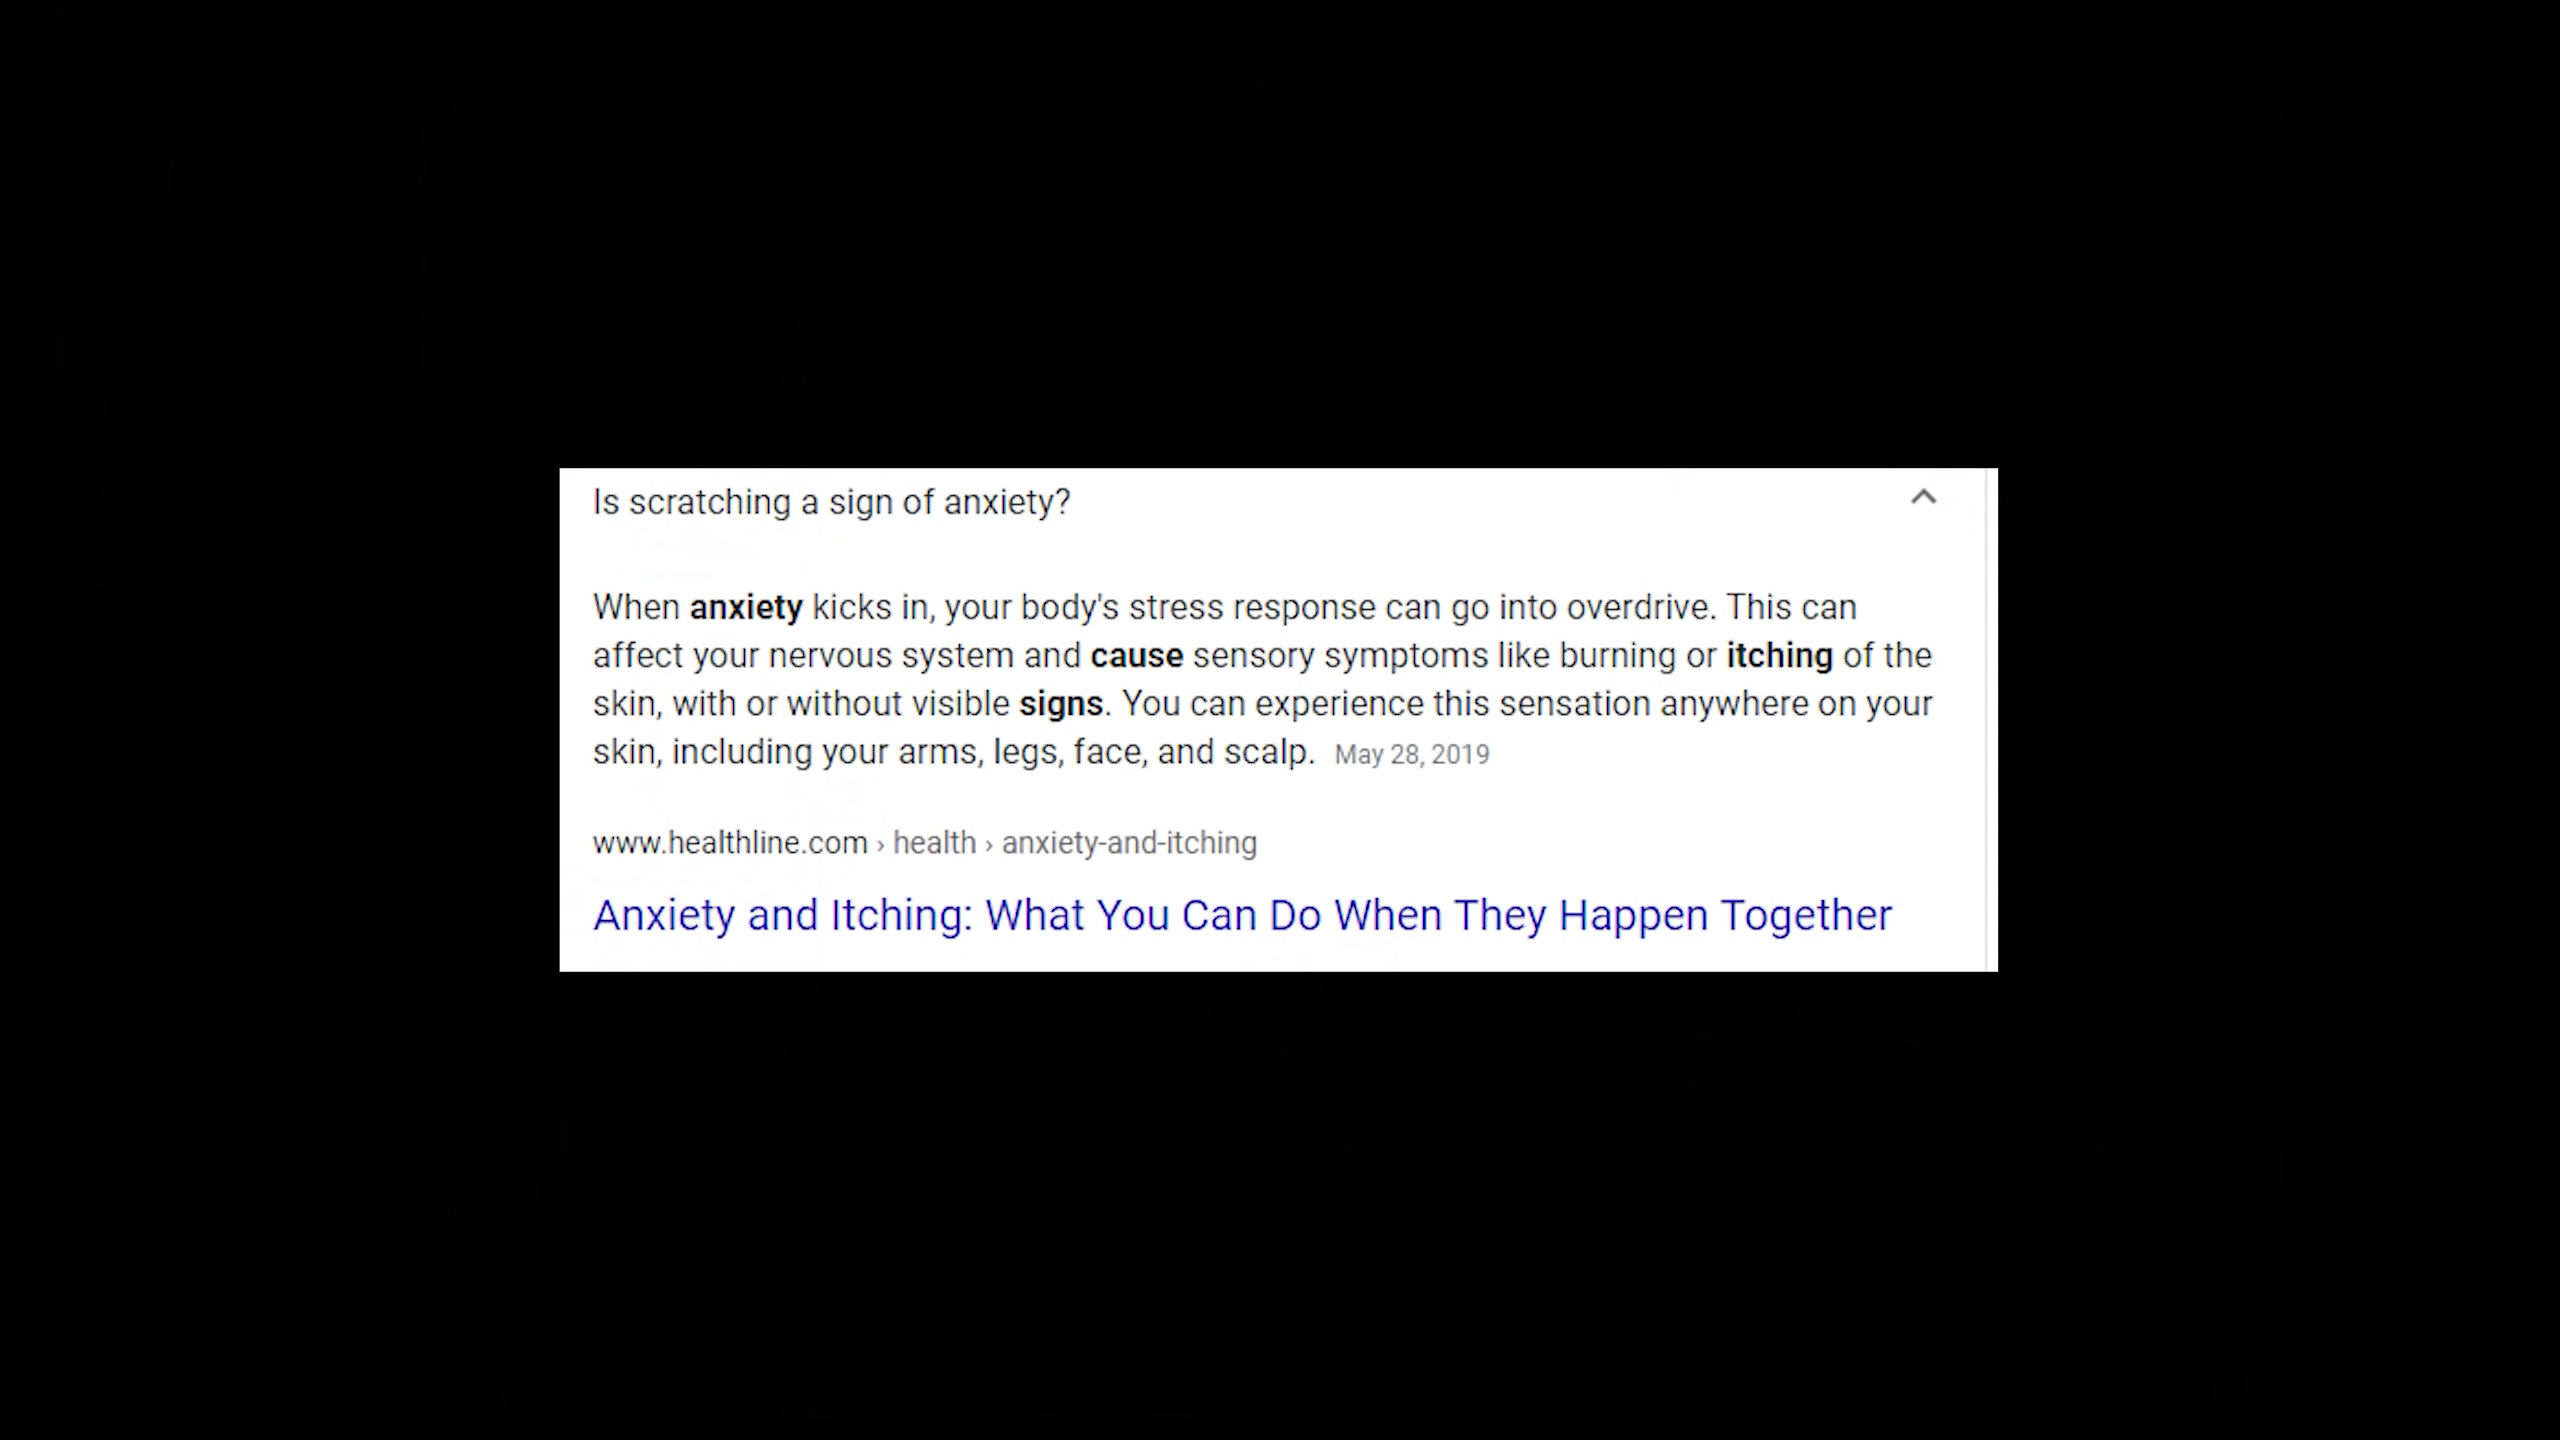 Is scratching a sign of anxiety?
When anxiety kicks in, your body's stress response can go into overdrive. This can
affect your nervous system and cause sensory symptoms like burning or itching of the
skin, with or without visible signs. You can experience this sensation anywhere on your
skin, including your arms, legs, face, and scalp. May 28, 2019
www.healthline.com › health › anxiety-and-itching
Anxiety and Itching: What You Can Do When They Happen Together